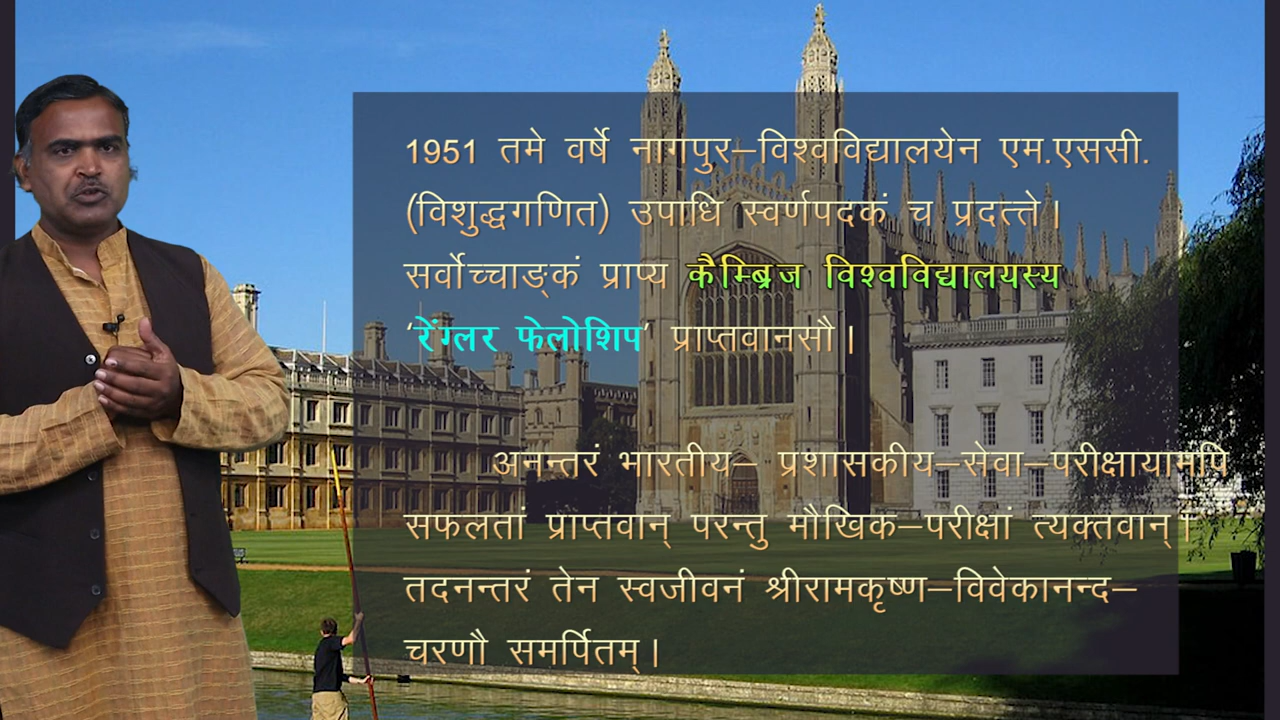 1951 तमे वर्षे नागपुर–विश्वविद्यालयेन एम.एससी.
(विशुद्धगणित) उपाधि स्वर्णपदकं च प्रदत्ते।
सर्वोच्चाङ्कं प्राप्य कैम्ब्रिज विश्वविद्यालयस्य
‘रेंग्लर फेलोशिप’ प्राप्तवानसौ।
अनन्तरं भारतीय– प्रशासकीय–सेवा–परीक्षायामपि
सफलतां प्राप्तवान् परन्तु मौखिक–परीक्षां त्यक्तवान्।
तदनन्तरं तेन स्वजीवनं श्रीरामकृष्ण–विवेकानन्द–
चरणौ समर्पितम्।